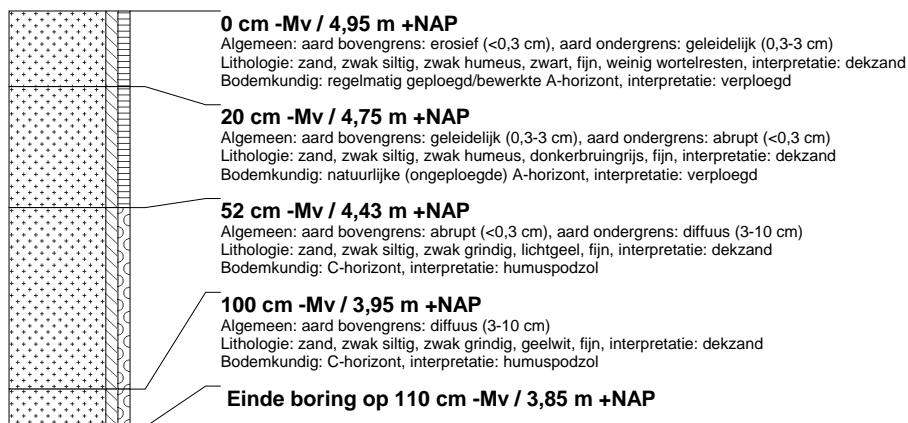 0 cm -Mv / 4,95 m +NAP
Algemeen: aard bovengrens: erosief (<0,3 cm), aard ondergrens: geleidelijk (0,3-3 cm)
Lithologie: zand, zwak siltig, zwak humeus, zwart, fijn, weinig wortelresten, interpretatie: dekzand
Bodemkundig: regelmatig geploegd/bewerkte A-horizont, interpretatie: verploegd
20 cm -Mv / 4,75 m +NAP
Algemeen: aard bovengrens: geleidelijk (0,3-3 cm), aard ondergrens: abrupt (<0,3 cm)
Lithologie: zand, zwak siltig, zwak humeus, donkerbruingrijs, fijn, interpretatie: dekzand
Bodemkundig: natuurlijke (ongeploegde) A-horizont, interpretatie: verploegd
52 cm -Mv / 4,43 m +NAP
Algemeen: aard bovengrens: abrupt (<0,3 cm), aard ondergrens: diffuus (3-10 cm)
Lithologie: zand, zwak siltig, zwak grindig, lichtgeel, fijn, interpretatie: dekzand
Bodemkundig: C-horizont, interpretatie: humuspodzol
100 cm -Mv / 3,95 m +NAP
Algemeen: aard bovengrens: diffuus (3-10 cm)
Lithologie: zand, zwak siltig, zwak grindig, geelwit, fijn, interpretatie: dekzand
Bodemkundig: C-horizont, interpretatie: humuspodzol
Einde boring op 110 cm -Mv / 3,85 m +NAP